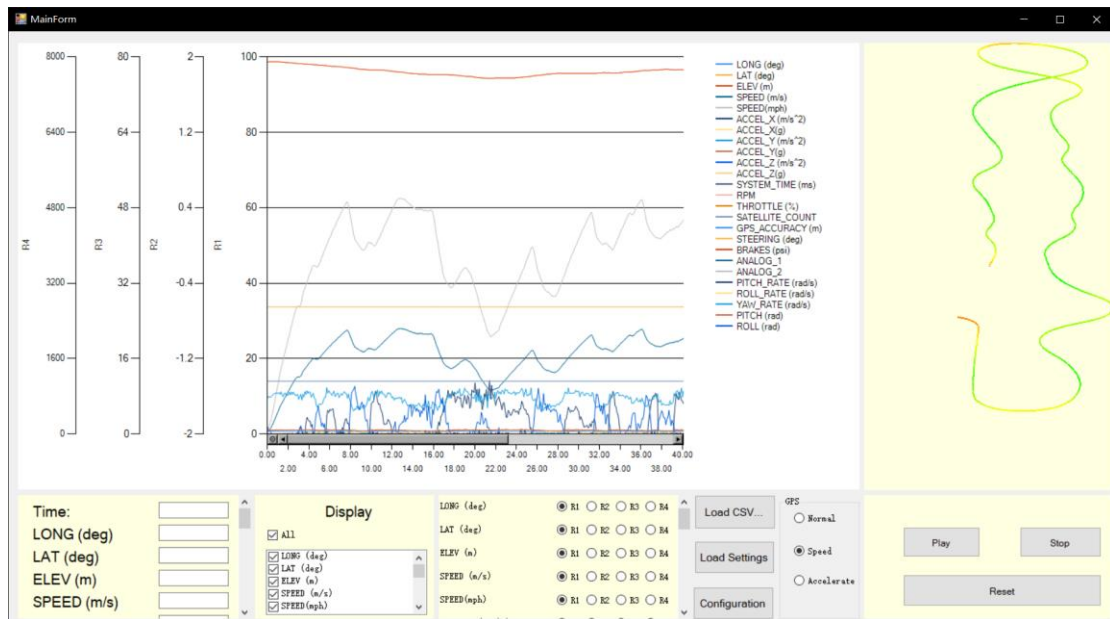 MainForm
R4
8000
6400
4800
3200
1600
0
R3
80
64
48
32
16
0
R2
2
1.2
0.4
-0.4
-1.2
-2
R1
100
80
60
40
20
0
0.00 4.00 8.00 12.00 16.00 20.00 24.00 28.00 32.00 36.00 40.00
2.00 6.00 10.00 14.00 18.00 22.00 26.00 30.00 34.00 38.00
LONG (deg)
LAT (deg)
ELEV (m)
SPEED (m/s)
SPEED(mph)
ACCEL_X (m/s^2)
ACCEL_X(g)
ACCEL_Y (m/s^2)
ACCEL_Y(g)
ACCEL_Z (m/s^2)
ACCEL_Z(g)
SYSTEM_TIME (ms)
RPM
THROTTLE (%)
SATELLITE_COUNT
GPS_ACCURACY (m)
STEERING (deg)
BRAKES (psi)
ANALOG_1
ANALOG_2
PITCH_RATE (rad/s)
ROLL_RATE (rad/s)
YAW_RATE (rad/s)
PITCH (rad)
ROLL (rad)
Time:
LONG (deg)
LAT (deg)
ELEV (m)
SPEED (m/s)
Display
All
LONG (deg)
LAT (deg)
ELEV (m)
SPEED (m/s)
SPEED(mph)
LONG (deg) R1 R2 R3 R4
LAT (deg) R1 R2 R3 R4
ELEV (m) R1 R2 R3 R4
SPEED (m/s) R1 R2 R3 R4
SPEED(mph) R1 R2 R3 R4
Load CSV...
Load Settings
Configuration
GPS
Normal
Speed
Accelerate
Play
Stop
Reset